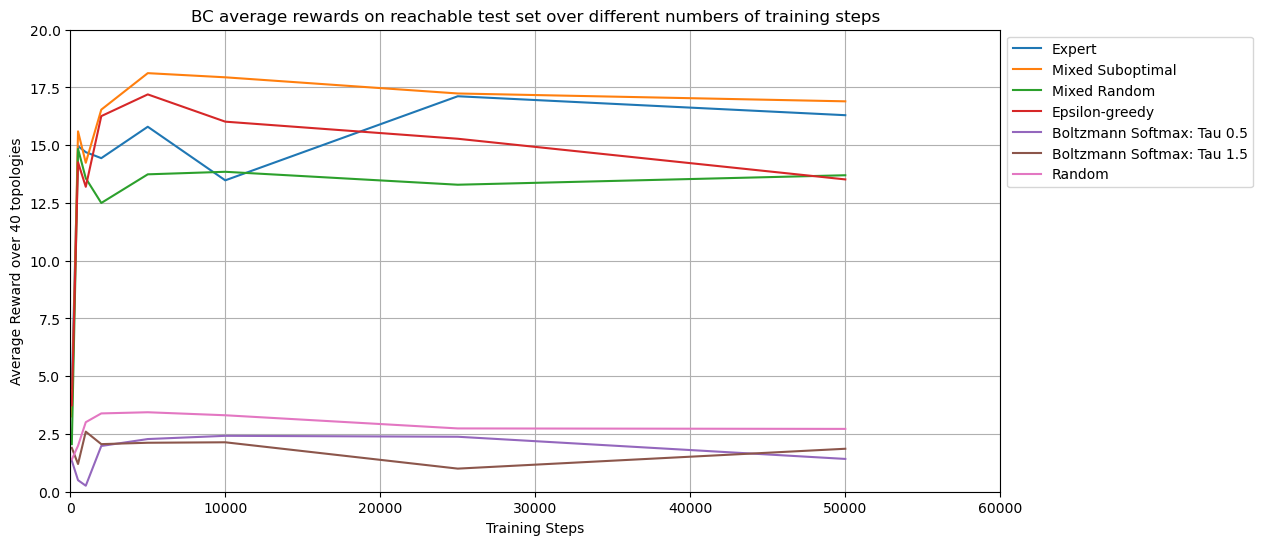 BC average rewards on reachable test set over different numbers of training steps
20.0
17.5
15.0
12.5
10.0
7.5
5.0
2.5
0.0
Average Reward over 40 topologies
0
10000
20000
30000
40000
50000
60000
Training Steps
Expert
Mixed Suboptimal
Mixed Random
Epsilon-greedy
Boltzmann Softmax: Tau 0.5
Boltzmann Softmax: Tau 1.5
Random